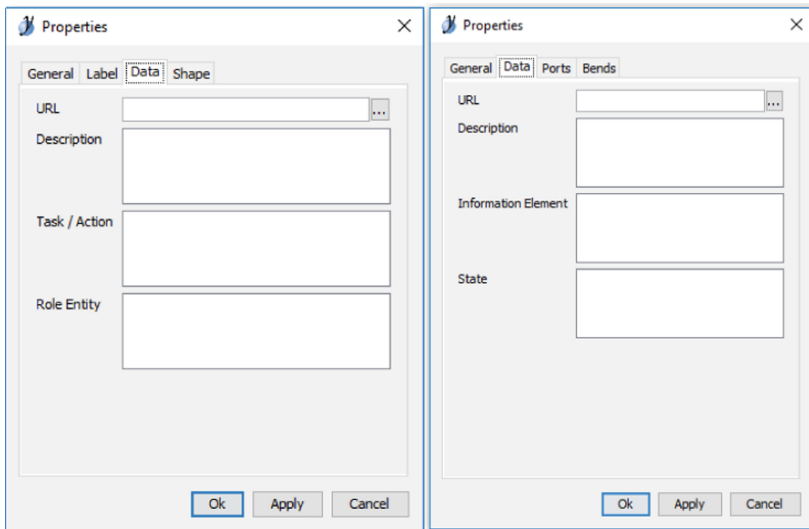 Properties
General Label Data Shape
URL
...
Description
Task / Action
Role Entity
Ok Apply Cancel
Properties
General Data Ports Bends
URL
...
Description
Information Element
State
Ok Apply Cancel